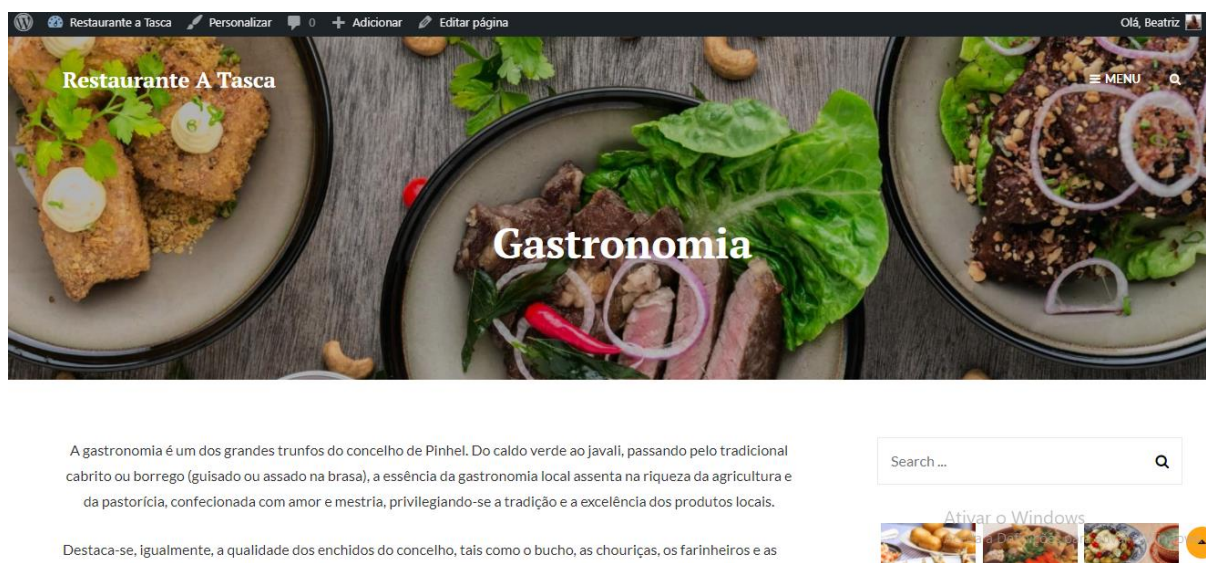 Restaurante a Tasca Personalizar 0 Adicionar Editar página Olá, Beatriz
Restaurante A Tasca MENU
Gastronomia
A gastronomia é um dos grandes trunfos do concelho de Pinhel. Do caldo verde ao javali, passando pelo tradicional
cabrito ou borrego (guisado ou assado na brasa), a essência da gastronomia local assenta na riqueza da agricultura e
da pastorícia, confecionada com amor e mestria, privilegiando-se a tradição e a excelência dos produtos locais.
Destaca-se, igualmente, a qualidade dos enchidos do concelho, tais como o bucho, as chouriças, os farinheiros e as
Search ...
Ativar o Windows